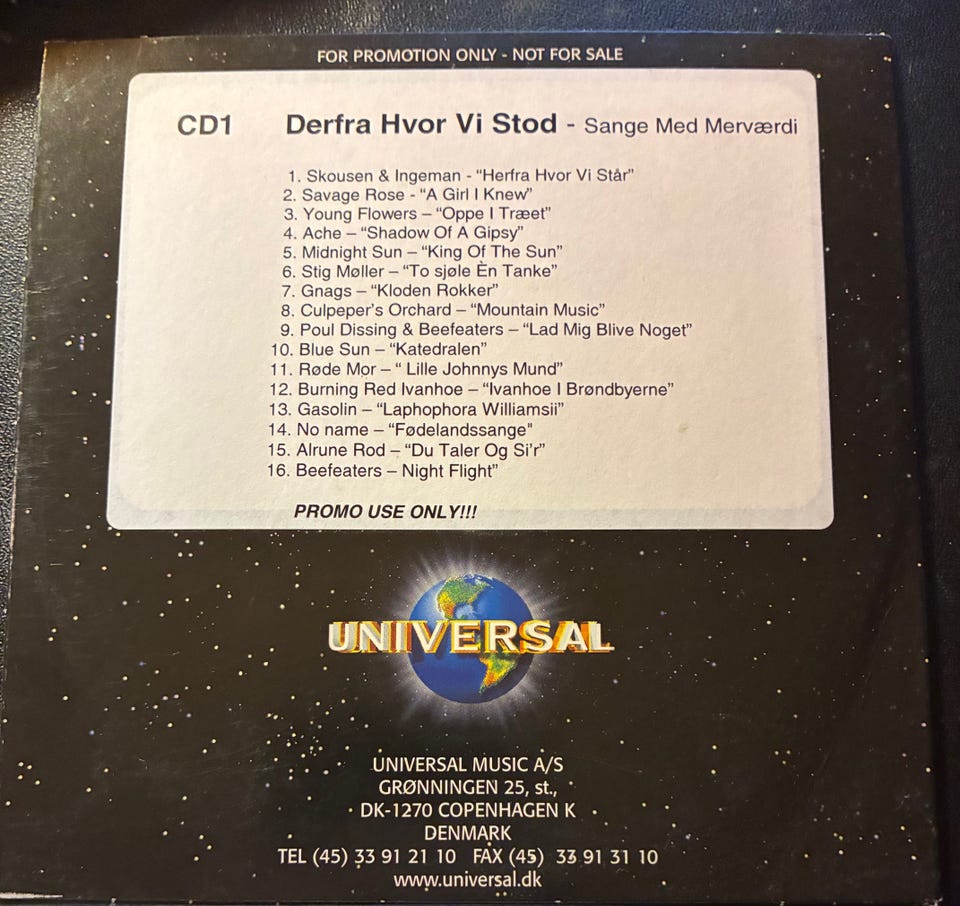 FOR PROMOTION ONLY - NOT FOR SALE
CD1 Derfra Hvor Vi Stod - Sange Med Merværdi
1. Skousen & Ingeman - “Herfra Hvor Vi Står”
2. Savage Rose - “A Girl I Knew”
3. Young Flowers – “Oppe I Træet”
4. Ache – “Shadow Of A Gipsy”
5. Midnight Sun – “King Of The Sun”
6. Stig Møller – “To sjøle Èn Tanke”
7. Gnags – “Kloden Rokker”
8. Culpeper's Orchard – “Mountain Music”
9. Poul Dissing & Beefeaters – “Lad Mig Blive Noget”
10. Blue Sun – “Katedralen”
11. Røde Mor – “ Lille Johnnys Mund”
12. Burning Red Ivanhoe – “Ivanhoe I Brøndbyerne”
13. Gasolin – “Laphophora Williamsii”
14. No name – “Fødelandssange"
15. Alrune Rod – “Du Taler Og Si'r”
16. Beefeaters – Night Flight”
PROMO USE ONLY!!!
UNIVERSAL
UNIVERSAL MUSIC A/S
GRØNNINGEN 25, st.,
DK-1270 COPENHAGEN K
DENMARK
TEL (45) 33 91 21 10 FAX (45) 33 91 31 10
www.universal.dk